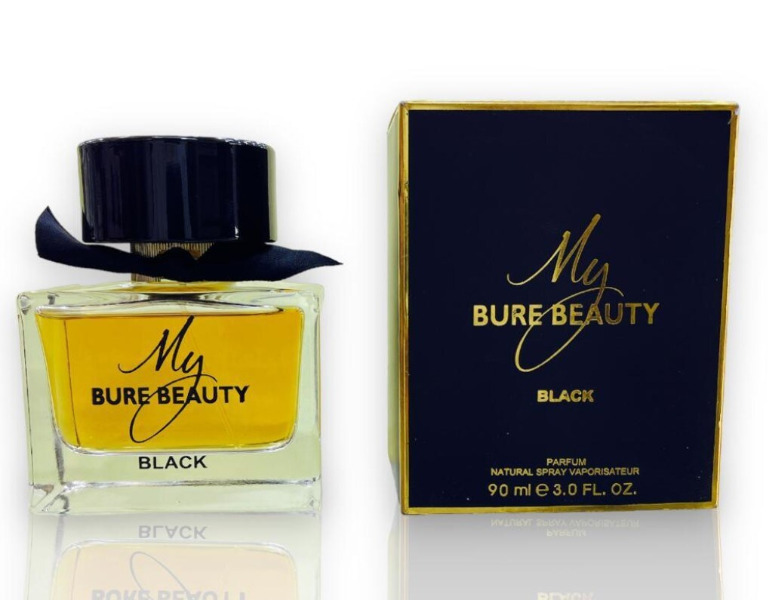 My
BURE BEAUTY
BLACK
My
BURE BEAUTY
BLACK
PARFUM
NATURAL SPRAY VAPORISATEUR
90 ml ℮ 3.0 FL. OZ.